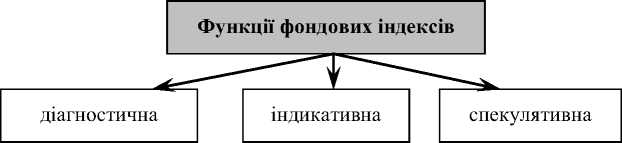 Функції фондових індексів
діагностична
індикативна
спекулятивна